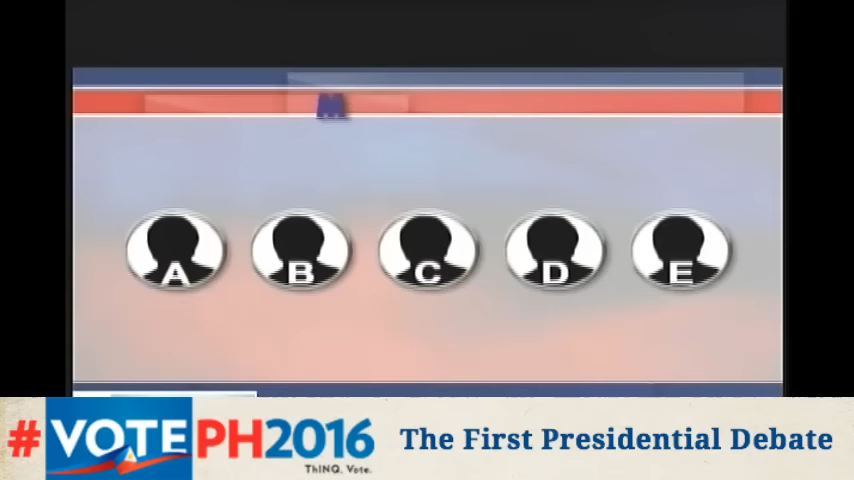 M
A B C D E
#VOTEPH2016
ThINQ. Vote.
The First Presidential Debate